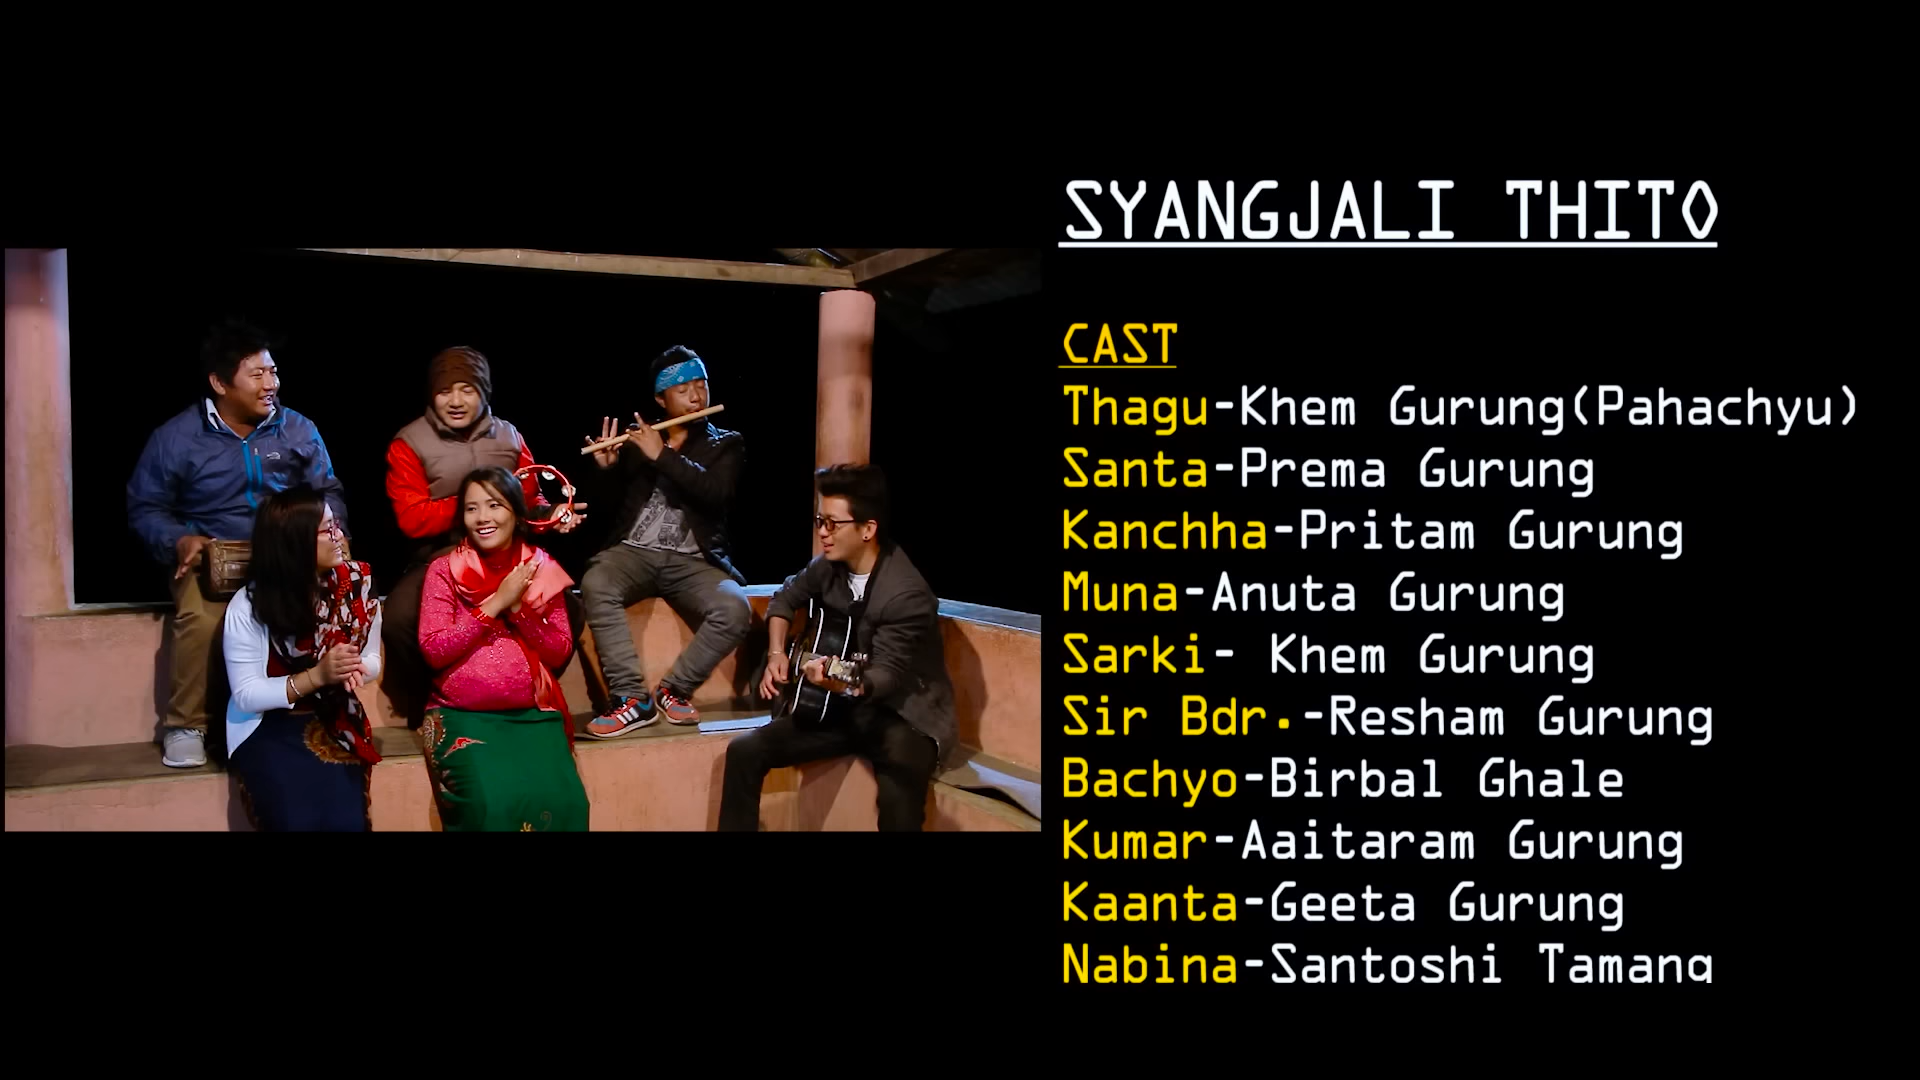 SYANGJALI THITO
CAST
Thagu-Khem Gurung(Pahachyu)
Santa-Prema Gurung
Kanchha-Pritam Gurung
Muna-Anuta Gurung
Sarki- Khem Gurung
Sir Bdr.-Resham Gurung
Bachyo-Birbal Ghale
Kumar-Aaitaram Gurung
Kaanta-Geeta Gurung
Nabina-Santoshi Tamang